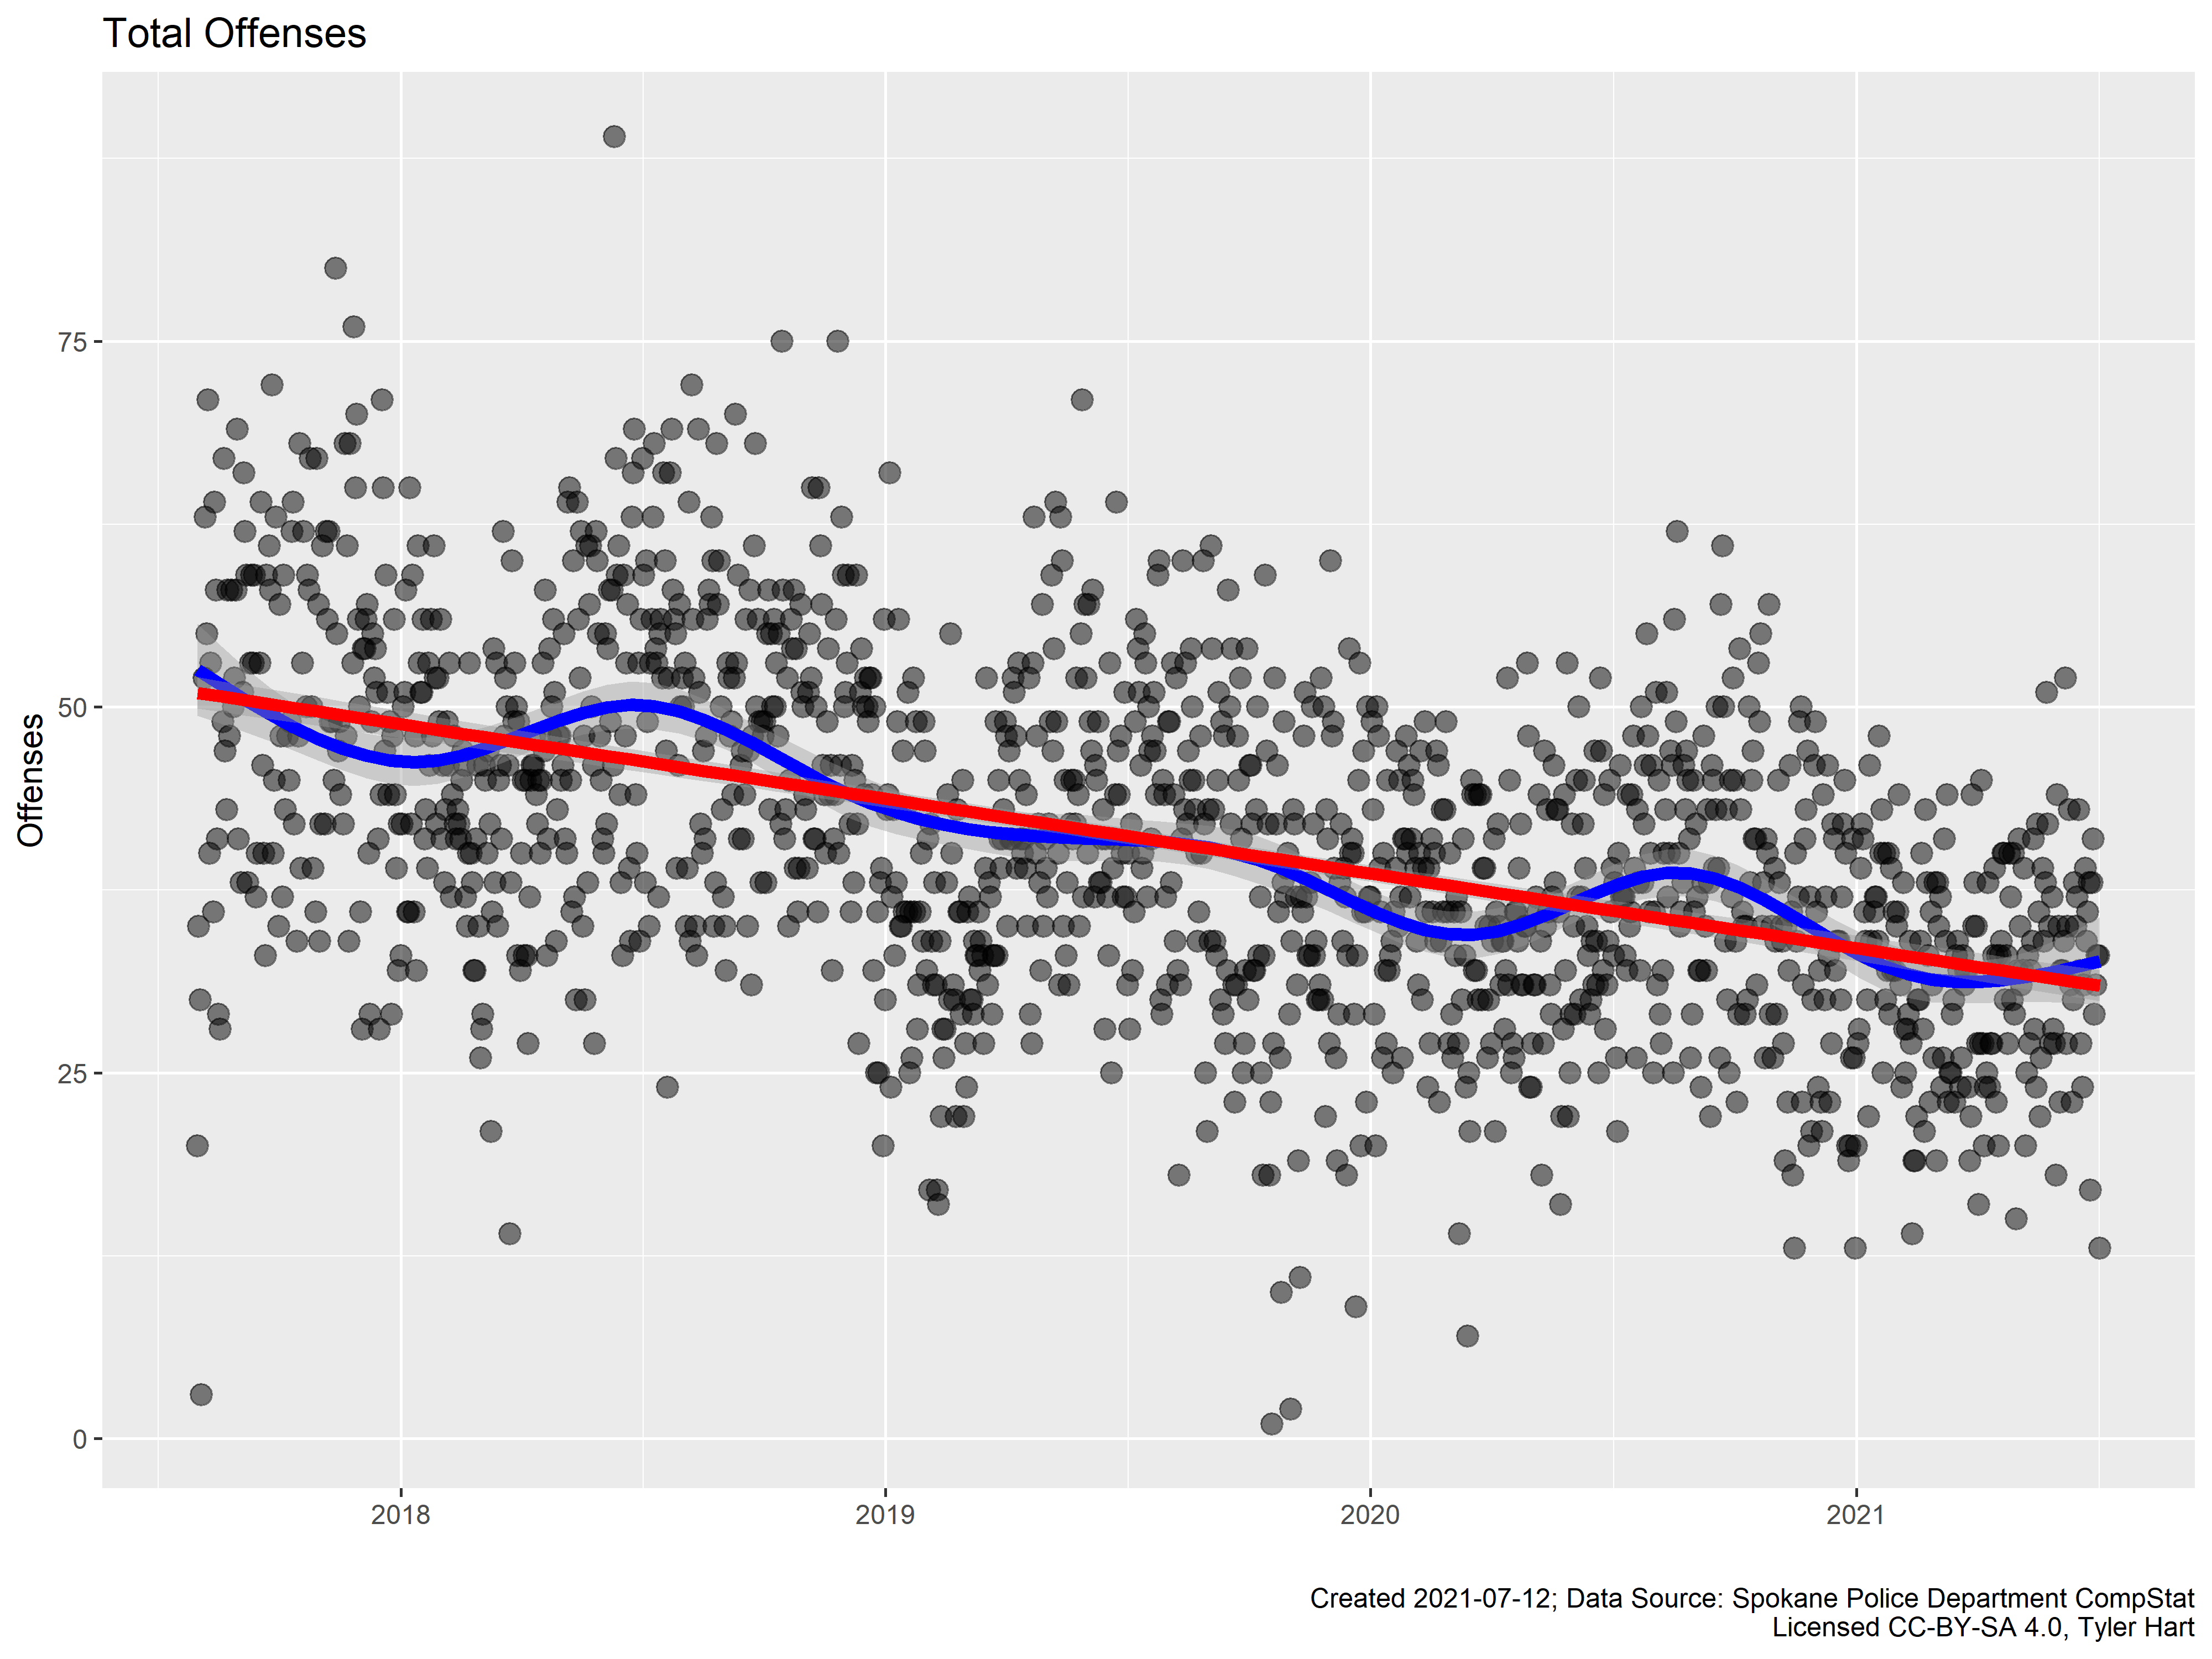 Total Offenses
75
50
25
0
Offenses
2018
2019
2020
2021
Created 2021-07-12; Data Source: Spokane Police Department CompStat
Licensed CC-BY-SA 4.0, Tyler Hart